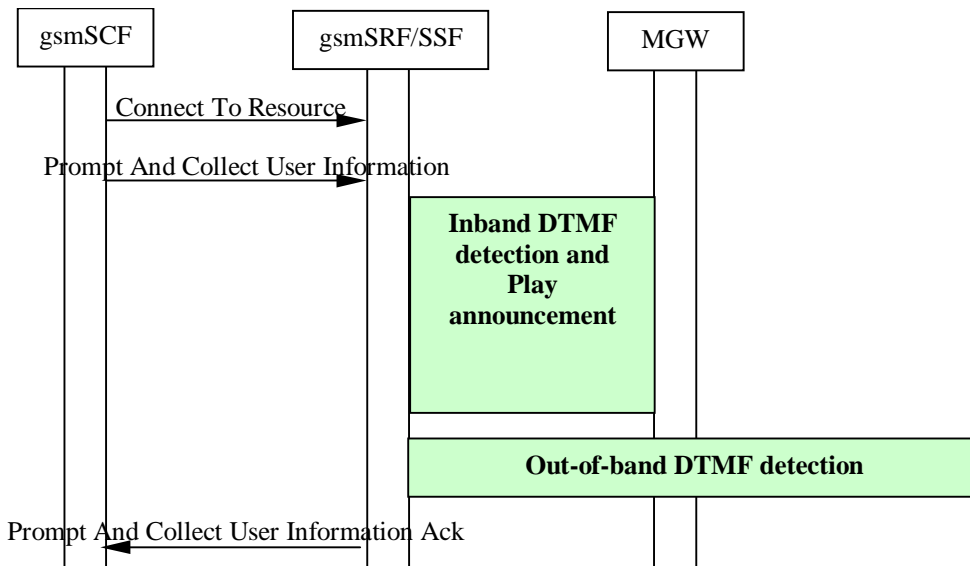 gsmSCF
gsmSRF/SSF
MGW
Connect To Resource
Prompt And Collect User Information
Inband DTMF
detection and
Play
announcement
Out-of-band DTMF detection
Prompt And Collect User Information Ack